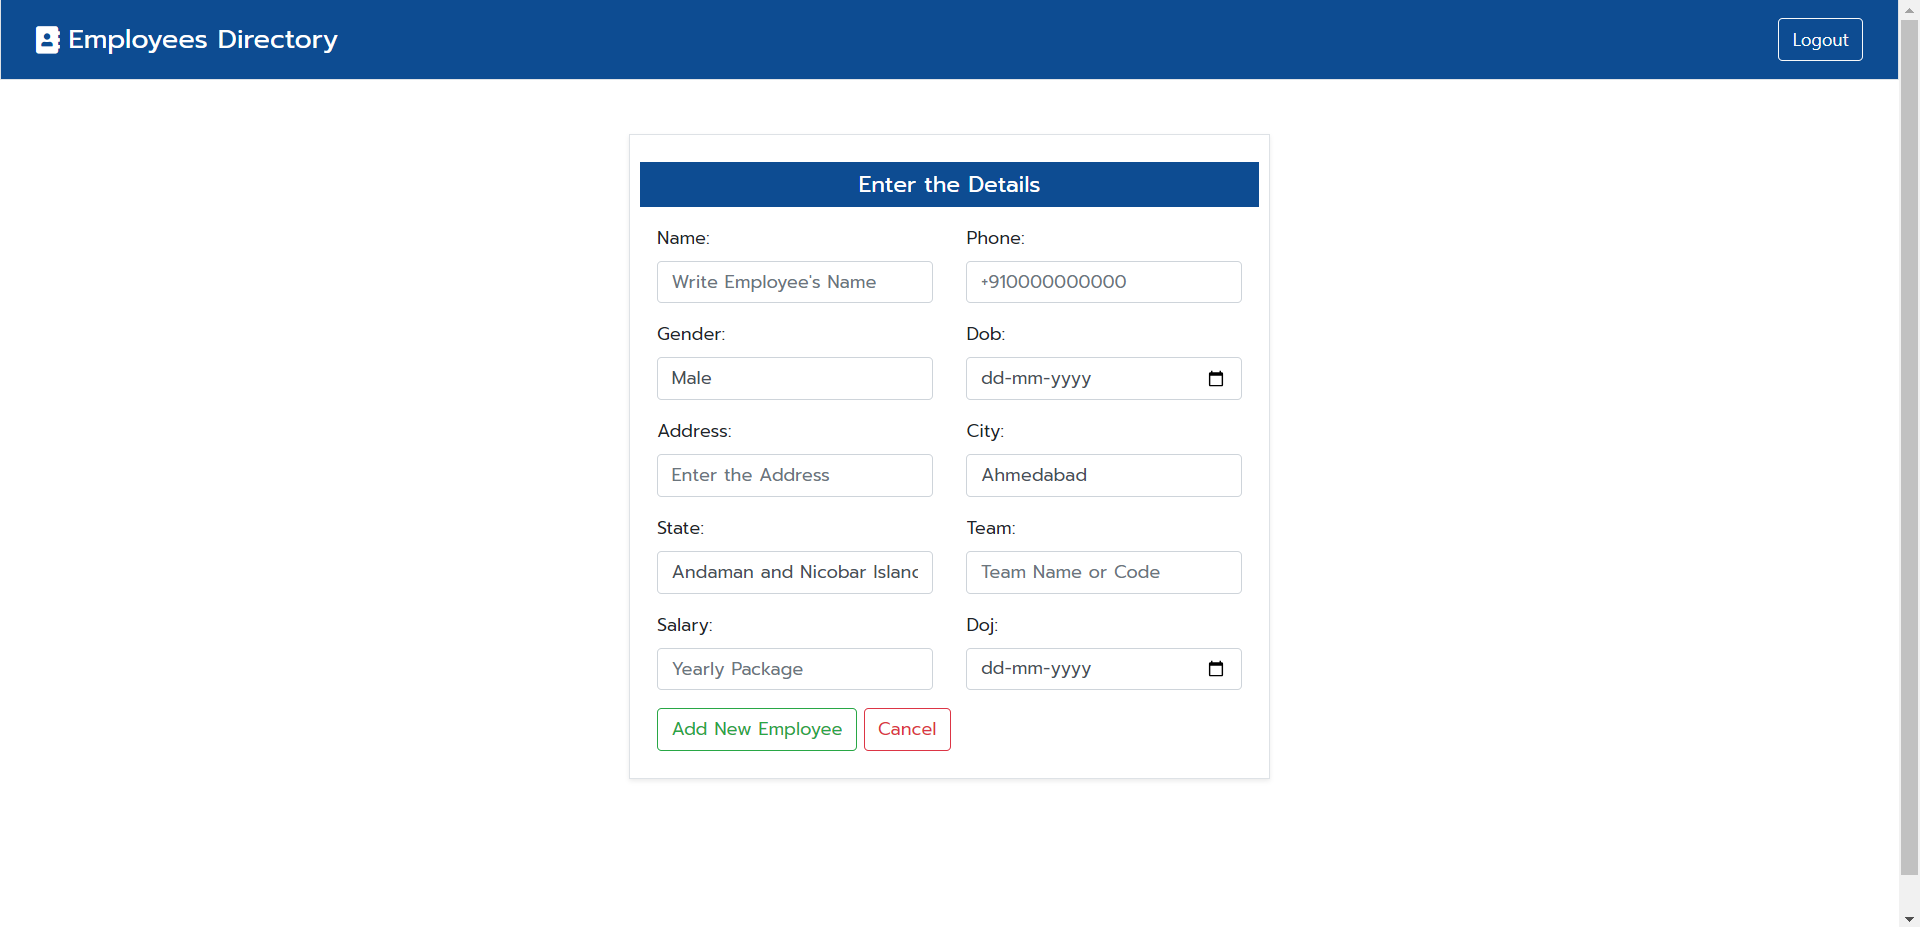 Employees Directory
Logout
Enter the Details
Name:
Phone:
Write Employee's Name
+910000000000
Gender:
Dob:
Male
dd-mm-yyyy
Address:
City:
Enter the Address
Ahmedabad
State:
Team:
Andaman and Nicobar Islanc
Team Name or Code
Salary:
Doj:
Yearly Package
dd-mm-yyyy
Add New Employee
Cancel